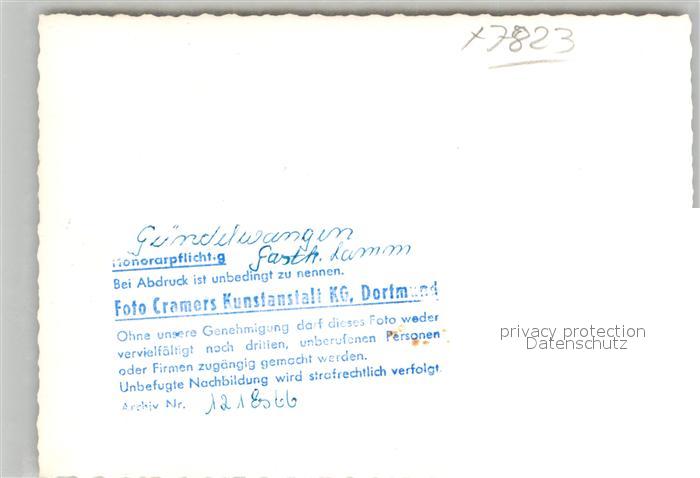 x7823
Gündelwangen
Honorarpflichtig Gasth. Lamm
Bei Abdruck ist unbedingt zu nennen.
Foto Cramers Kunstanstalt KG, Dortmund
Ohne unsere Genehmigung darf dieses Foto weder
vervielfältigt noch dritten, unberufenen Personen
oder Firmen zugängig gemacht werden.
Unbefugte Nachbildung wird strafrechtlich verfolgt.
Archiv Nr. 121866
privacy protection
Datenschutz